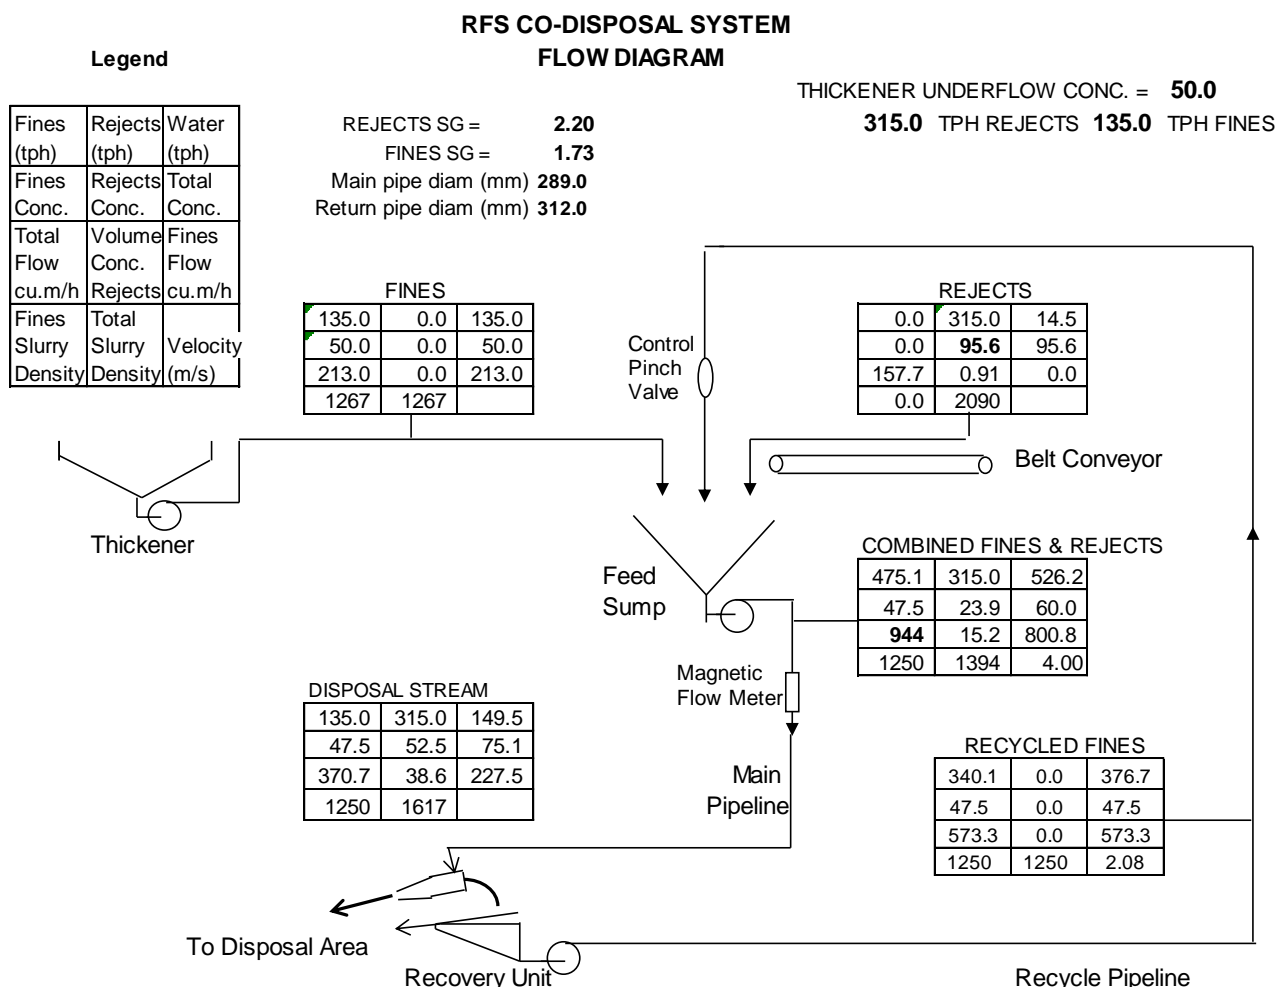 RFS CO-DISPOSAL SYSTEM
FLOW DIAGRAM
Legend
THICKENER UNDERFLOW CONC. = 50.0
315.0 TPH REJECTS 135.0 TPH FINES
Fines Rejects Water
(tph) (tph) (tph)
Fines Rejects Total
Conc. Conc. Conc.
Total Volume Fines
Flow Conc. Flow
cu.m/h Rejects cu.m/h
Fines Total
Slurry Slurry Velocity
Density Density (m/s)
REJECTS SG = 2.20
FINES SG = 1.73
Main pipe diam (mm) 289.0
Return pipe diam (mm) 312.0
FINES
135.0 0.0 135.0
50.0 0.0 50.0
213.0 0.0 213.0
1267 1267
Control
Pinch
Valve
REJECTS
0.0 315.0 14.5
0.0 95.6 95.6
157.7 0.91 0.0
0.0 2090
Belt Conveyor
Thickener
Feed
Sump
COMBINED FINES & REJECTS
475.1 315.0 526.2
47.5 23.9 60.0
944 15.2 800.8
1250 1394 4.00
Magnetic
Flow Meter
DISPOSAL STREAM
135.0 315.0 149.5
47.5 52.5 75.1
370.7 38.6 227.5
1250 1617
Main
Pipeline
RECYCLED FINES
340.1 0.0 376.7
47.5 0.0 47.5
573.3 0.0 573.3
1250 1250 2.08
To Disposal Area
Recovery Unit
Recycle Pipeline